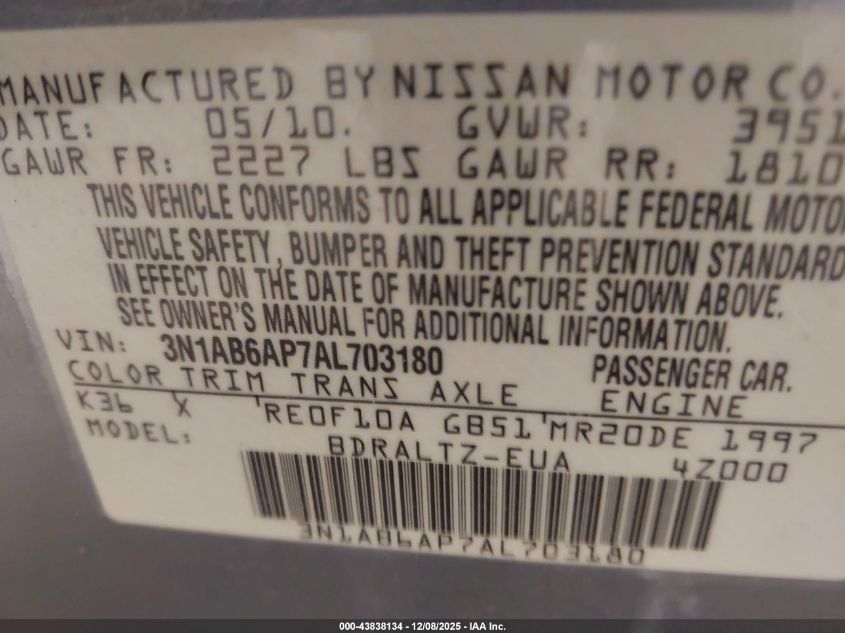 MANUFACTURED BY NISSAN MOTOR CO.
DATE: 05/10. GVWR: 3951
GAWR FR: 2227 LBS GAWR RR: 1810
THIS VEHICLE CONFORMS TO ALL APPLICABLE FEDERAL MOTO
VEHICLE SAFETY, BUMPER AND THEFT PREVENTION STANDARD
IN EFFECT ON THE DATE OF MANUFACTURE SHOWN ABOVE.
SEE OWNER'S MANUAL FOR ADDITIONAL INFORMATION.
VIN: 3N1AB6AP7AL703180 PASSENGER CAR.
COLOR TRIM TRANS AXLE ENGINE
K36 X RE0F10A GB51 MR20DE 1997
MODEL: BDRALTZ-EUA 4Z000
3N1AB6AP7AL703180
000-43838134 - 12/08/2025 - IAA Inc.